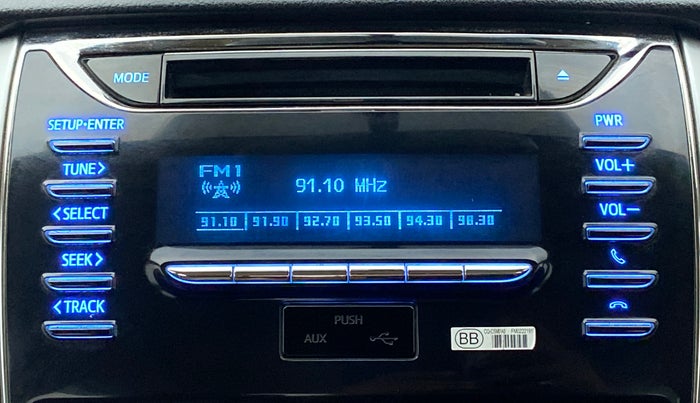 MODE
SETUP•ENTER
PWR
TUNE>
FM1
91.10 MHz
VOL+
<SELECT
91.10 91.90 92.70 93.50 94.30 98.30
VOL−
SEEK>
<TRACK
PUSH
AUX
BB